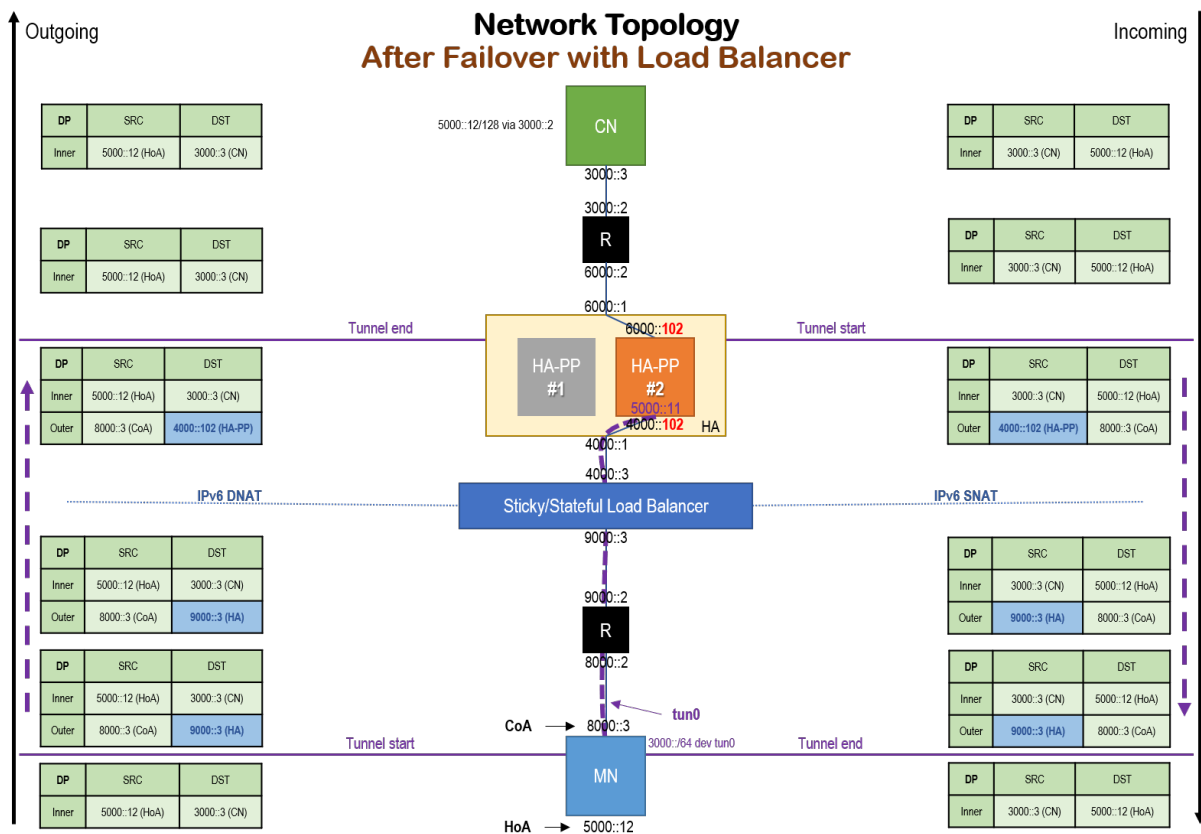 Outgoing
Network Topology
After Failover with Load Balancer
Incoming
DP SRC DST
Inner 5000::12 (HoA) 3000::3 (CN)
5000::12/128 via 3000::2
CN
3000::3
DP SRC DST
Inner 3000::3 (CN) 5000::12 (HoA)
DP SRC DST
Inner 5000::12 (HoA) 3000::3 (CN)
3000::2
R
6000::2
6000::1
DP SRC DST
Inner 3000::3 (CN) 5000::12 (HoA)
Tunnel end
6000::102
Tunnel start
DP SRC DST
Inner 5000::12 (HoA) 3000::3 (CN)
Outer 8000::3 (CoA) 4000::102 (HA-PP)
HA-PP
#1
HA-PP
#2
5000::11
4000::102
HA
4000::1
4000::3
DP SRC DST
Inner 3000::3 (CN) 5000::12 (HoA)
Outer 4000::102 (HA-PP) 8000::3 (CoA)
IPv6 DNAT
Sticky/Stateful Load Balancer
IPv6 SNAT
9000::3
DP SRC DST
Inner 5000::12 (HoA) 3000::3 (CN)
Outer 8000::3 (CoA) 9000::3 (HA)
9000::2
R
8000::2
DP SRC DST
Inner 3000::3 (CN) 5000::12 (HoA)
Outer 9000::3 (HA) 8000::3 (CoA)
DP SRC DST
Inner 5000::12 (HoA) 3000::3 (CN)
Outer 8000::3 (CoA) 9000::3 (HA)
tun0
CoA
8000::3
DP SRC DST
Inner 3000::3 (CN) 5000::12 (HoA)
Outer 9000::3 (HA) 8000::3 (CoA)
Tunnel start
3000::/64 dev tun0
Tunnel end
MN
DP SRC DST
Inner 5000::12 (HoA) 3000::3 (CN)
HoA
5000::12
DP SRC DST
Inner 3000::3 (CN) 5000::12 (HoA)